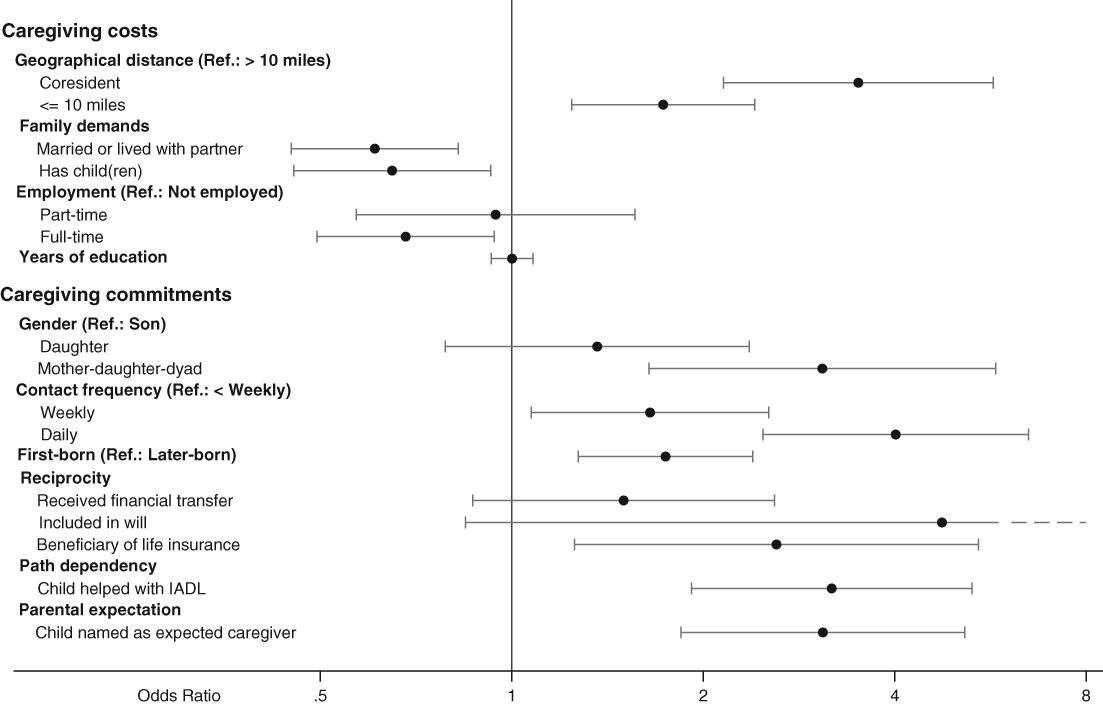 Caregiving costs
Geographical distance (Ref.: > 10 miles)
Coresident
<= 10 miles
Family demands
Married or lived with partner
Has child(ren)
Employment (Ref.: Not employed)
Part-time
Full-time
Years of education
Caregiving commitments
Gender (Ref.: Son)
Daughter
Mother-daughter-dyad
Contact frequency (Ref.: < Weekly)
Weekly
Daily
First-born (Ref.: Later-born)
Reciprocity
Received financial transfer
Included in will
Beneficiary of life insurance
Path dependency
Child helped with IADL
Parental expectation
Child named as expected caregiver
Odds Ratio .5 1 2 4 8